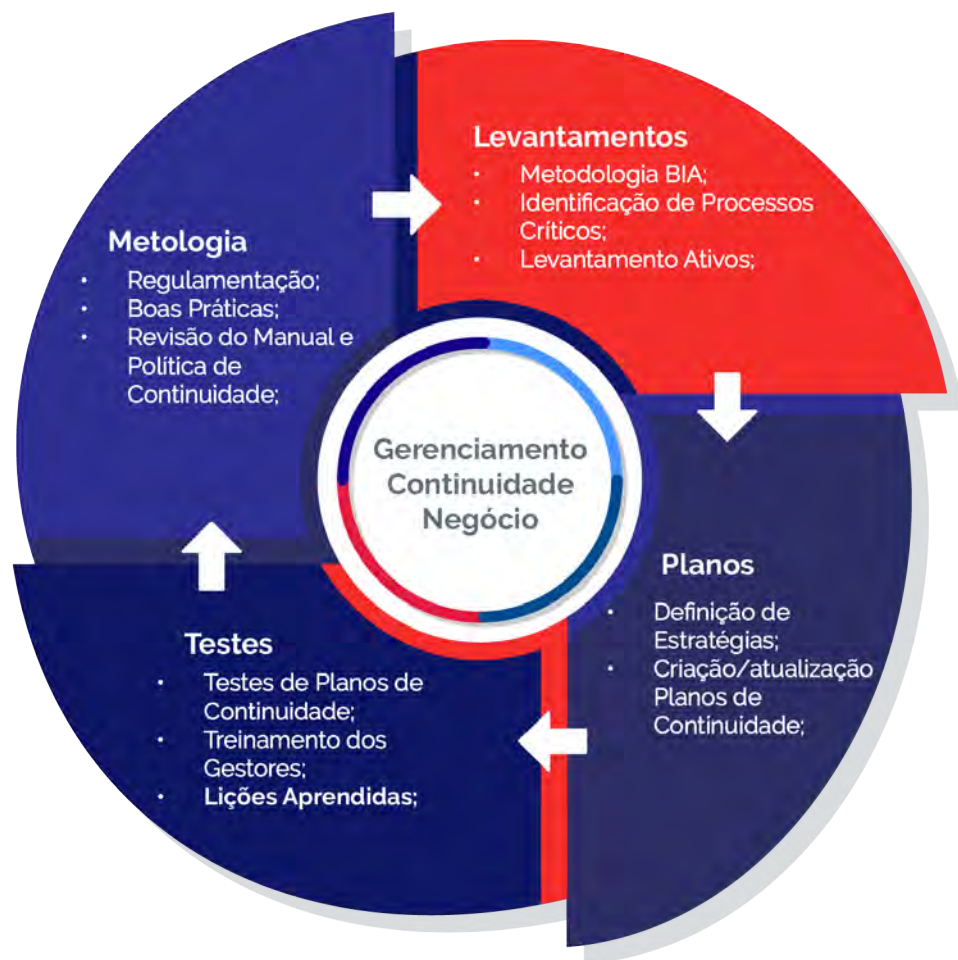 Levantamentos
• Metodologia BIA;
• Identificação de Processos
Críticos;
• Levantamento Ativos;
Metologia
• Regulamentação;
• Boas Práticas;
• Revisão do Manual e
Política de
Continuidade;
Gerenciamento
Continuidade
Negócio
Planos
• Definição de
Estratégias;
• Criação/atualização
Planos de
Continuidade;
Testes
• Testes de Planos de
Continuidade;
• Treinamento dos
Gestores;
• Lições Aprendidas;